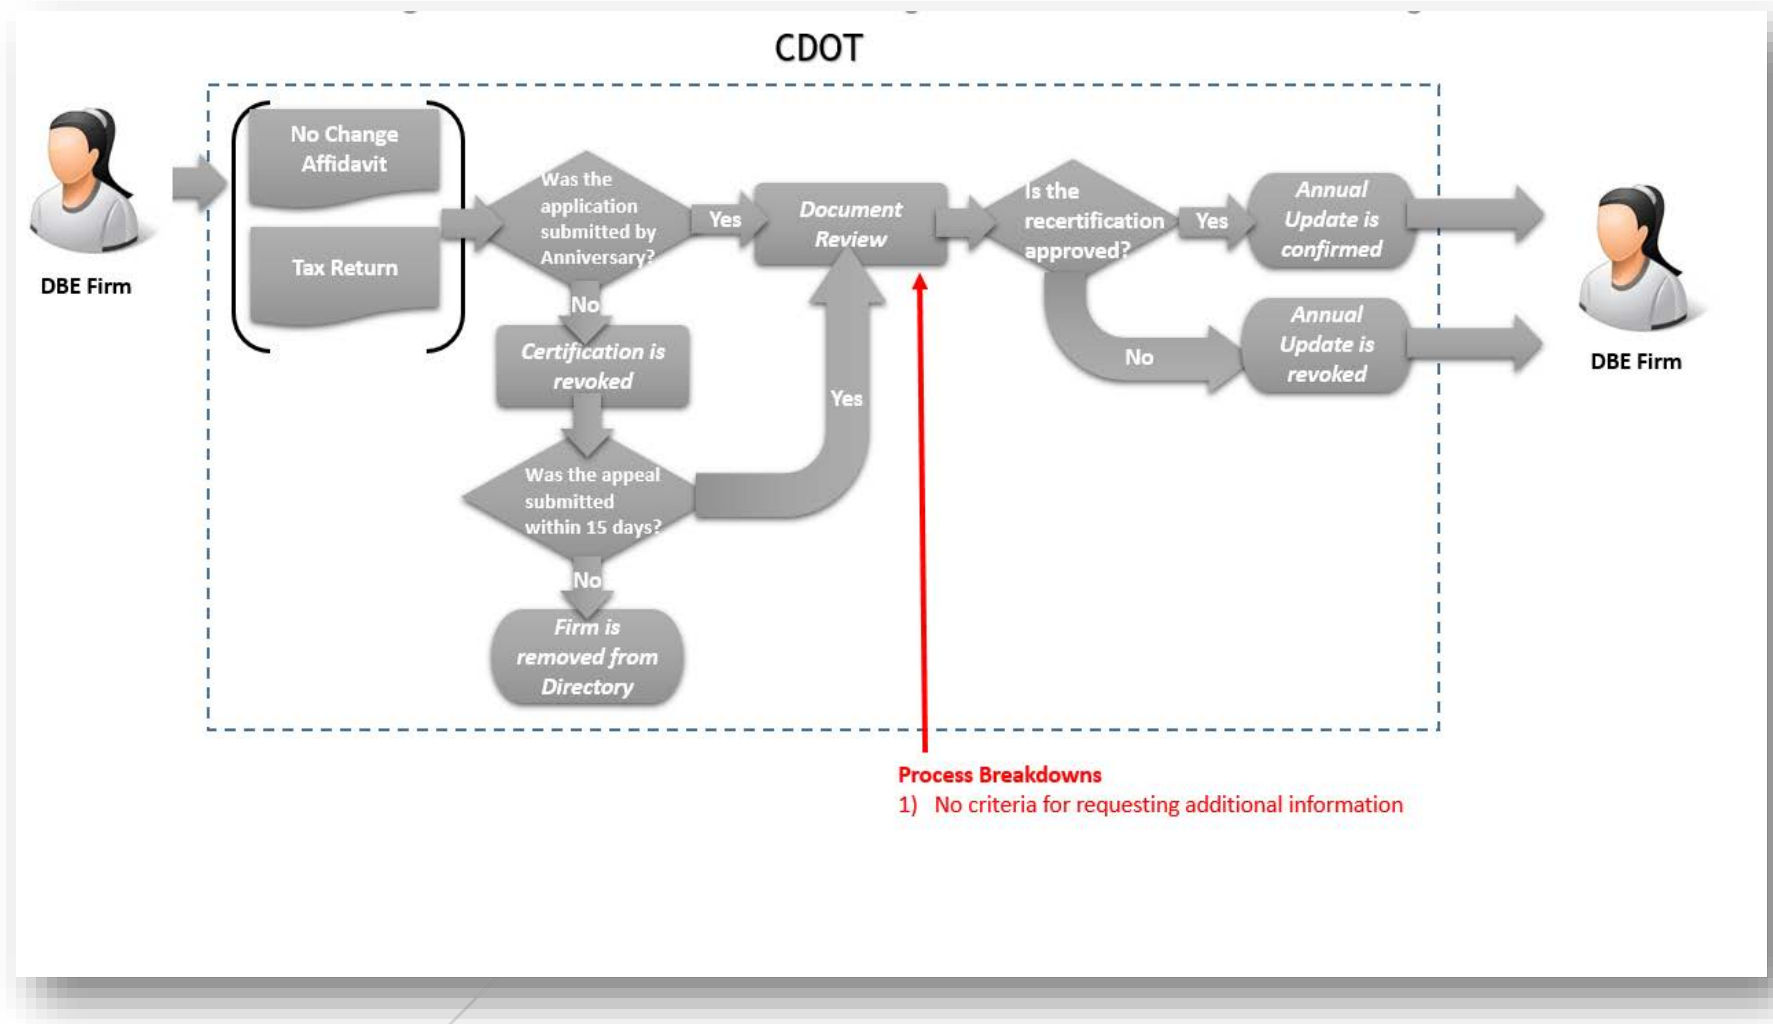 CDOT
DBE Firm
No Change
Affidavit
Tax Return
Was the
application
submitted by
Anniversary?
Yes
No
Certification is
revoked
Was the appeal
submitted
within 15 days?
Yes
No
Firm is
removed from
Directory
Document
Review
Is the
recertification
approved?
Yes
No
Annual
Update is
confirmed
Annual
Update is
revoked
DBE Firm
Process Breakdowns
1) No criteria for requesting additional information